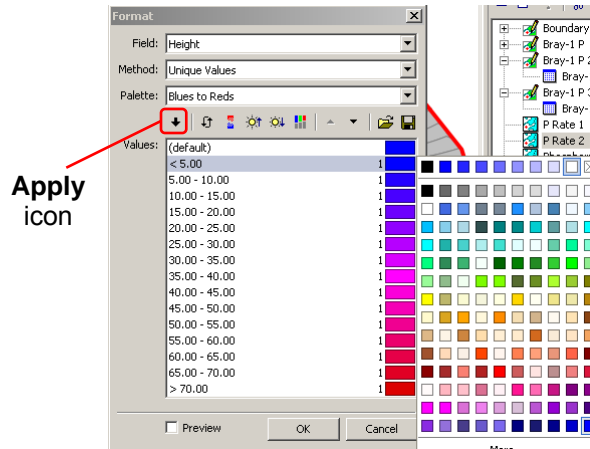 Format
Field: Height
Method: Unique Values
Palette: Blues to Reds
Values:
(default)
< 5.00 1
5.00 - 10.00 1
10.00 - 15.00 1
15.00 - 20.00 1
20.00 - 25.00 1
25.00 - 30.00 1
30.00 - 35.00 1
35.00 - 40.00 1
40.00 - 45.00 1
45.00 - 50.00 1
50.00 - 55.00 1
55.00 - 60.00 1
60.00 - 65.00 1
65.00 - 70.00 1
> 70.00 1
Preview
OK
Cancel
Apply
icon
Boundary
Bray-1 P
Bray-1 P 2
Bray-
Bray-1 P 3
Bray-
P Rate 1
P Rate 2